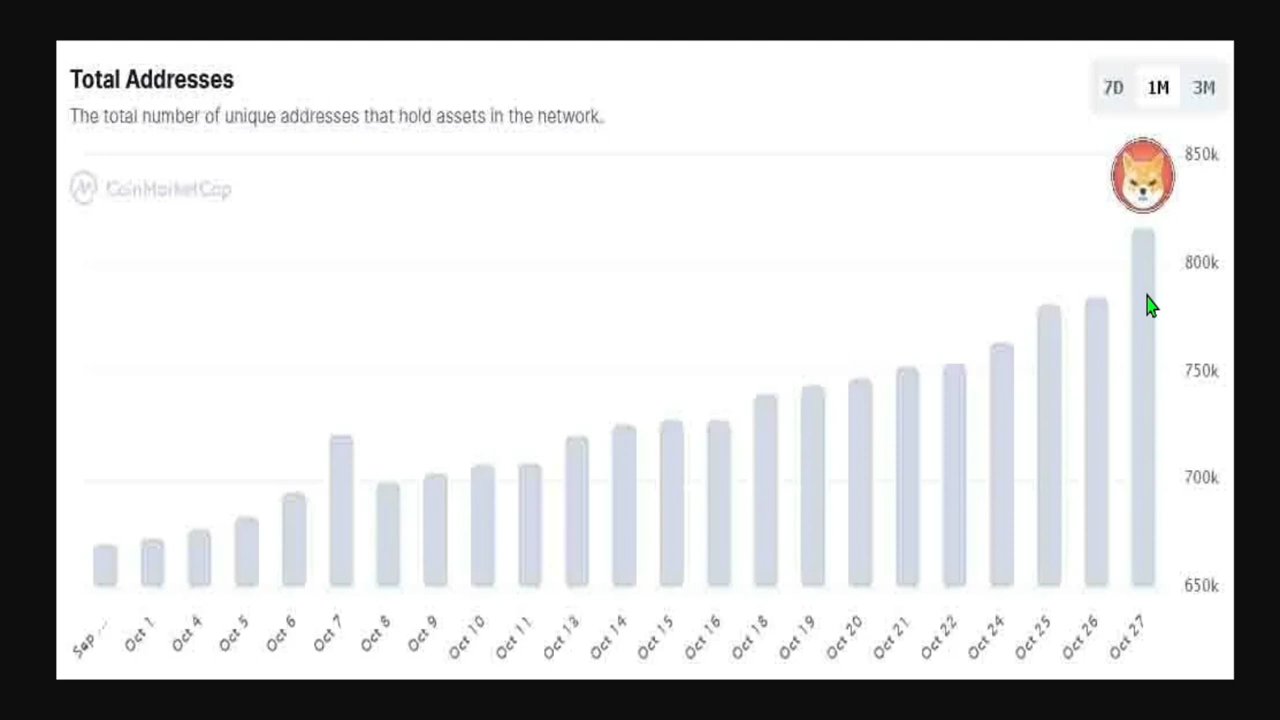 Total Addresses
7D 1M 3M
The total number of unique addresses that hold assets in the network.
850k
CoinMarketCap
800k
750k
700k
650k
Sep ... Oct 1 Oct 4 Oct 5 Oct 6 Oct 7 Oct 8 Oct 9 Oct 10 Oct 11 Oct 13 Oct 14 Oct 15 Oct 16 Oct 18 Oct 19 Oct 20 Oct 21 Oct 22 Oct 24 Oct 25 Oct 26 Oct 27